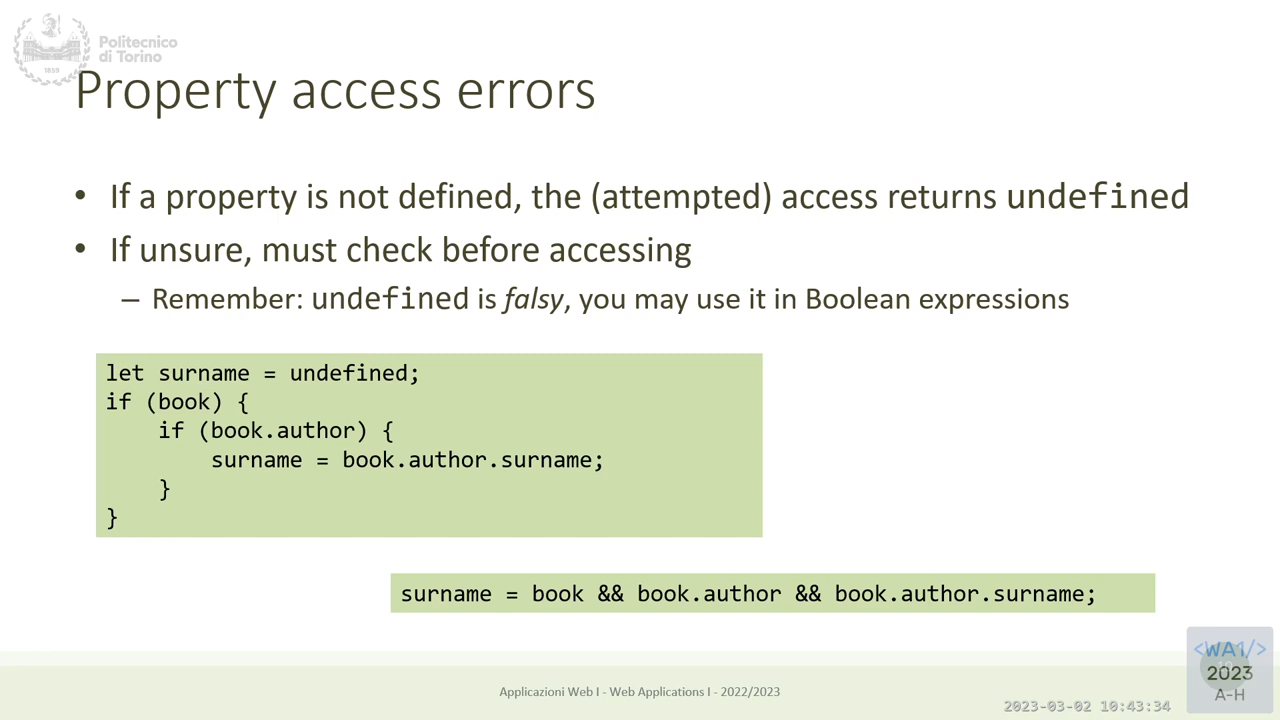 Politecnico
di Torino
1859
Property access errors
• If a property is not defined, the (attempted) access returns undefined
• If unsure, must check before accessing
– Remember: undefined is falsy, you may use it in Boolean expressions
let surname = undefined;
if (book) {
    if (book.author) {
        surname = book.author.surname;
    }
}
surname = book && book.author && book.author.surname;
Applicazioni Web I - Web Applications I - 2022/2023
2023-03-02 10:43:34
<WA1/>
2023
A-H